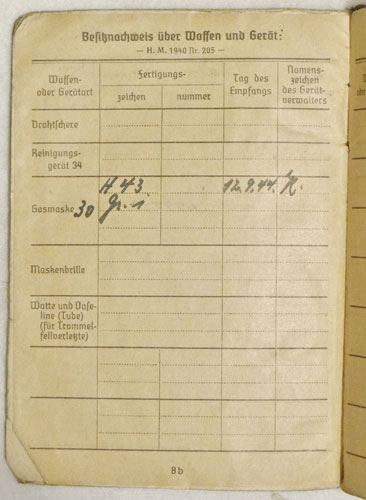 Besitznachweis über Waffen und Gerät:
— H. M. 1940 Nr. 205 —
Waffen-
oder Gerätart
Fertigungs-
zeichen
nummer
Tag des
Empfangs
Namens-
zeichen
des Gerät-
verwalters
Drahtschere
Reinigungs-
gerät 34
Gasmaske 30
H. 43
Gr. 1
12.9.44.
Maskenbrille
Watte und Vase-
line (Tube)
(für Trommel-
fellverletzte)
8b